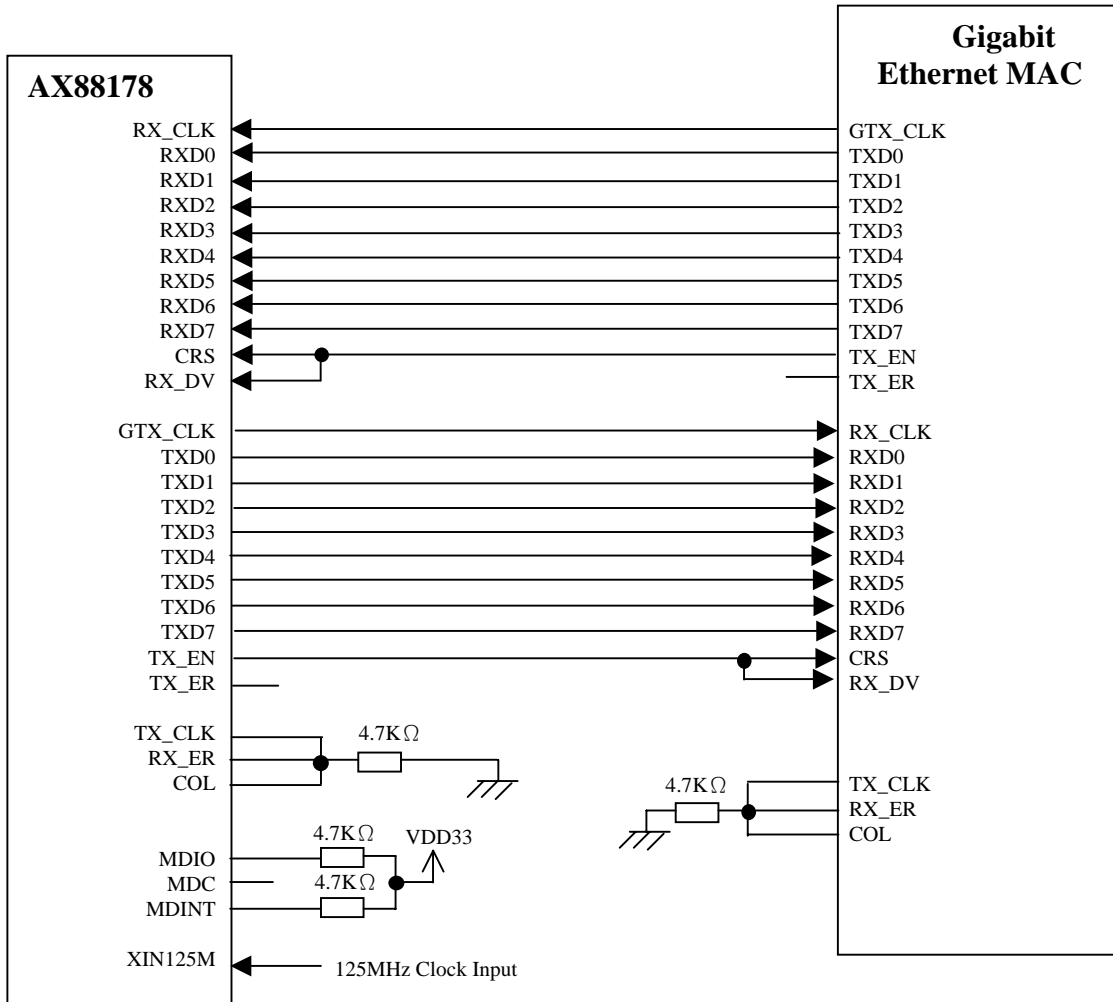 AX88178
RX_CLK
RXD0
RXD1
RXD2
RXD3
RXD4
RXD5
RXD6
RXD7
CRS
RX_DV
GTX_CLK
TXD0
TXD1
TXD2
TXD3
TXD4
TXD5
TXD6
TXD7
TX_EN
TX_ER
TX_CLK
RX_ER
COL
4.7KΩ
MDIO
MDC
MDINT
4.7KΩ
4.7KΩ
VDD33
XIN125M
125MHz Clock Input
Gigabit
Ethernet MAC
GTX_CLK
TXD0
TXD1
TXD2
TXD3
TXD4
TXD5
TXD6
TXD7
TX_EN
TX_ER
RX_CLK
RXD0
RXD1
RXD2
RXD3
RXD4
RXD5
RXD6
RXD7
CRS
RX_DV
4.7KΩ
TX_CLK
RX_ER
COL